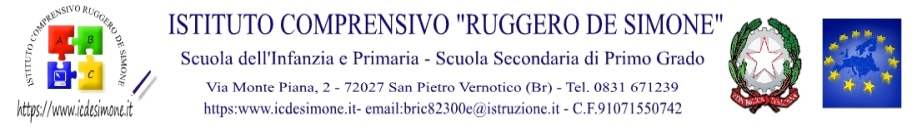 ISTITUTO COMPRENSIVO RUGGERO DE SIMONE
A B
C
https://www.icdesimone.it
ISTITUTO COMPRENSIVO "RUGGERO DE SIMONE"
Scuola dell'Infanzia e Primaria - Scuola Secondaria di Primo Grado
Via Monte Piana, 2 - 72027 San Pietro Vernotico (Br) - Tel. 0831 671239
https:www.icdesimone.it- email:bric82300e@istruzione.it - C.F.91071550742
REPVBBLICA ITALIANA